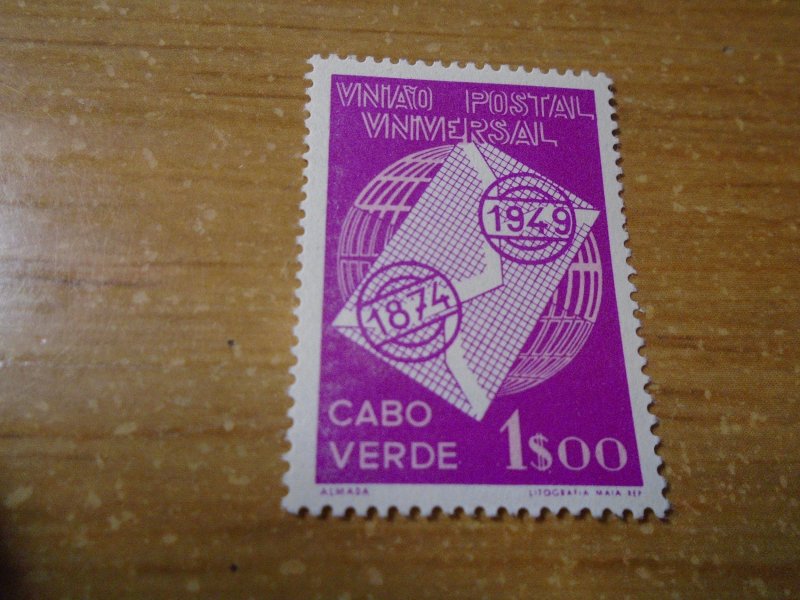 VNIÃO POSTAL
VNIVERSAL
1949
1874
CABO
VERDE
1$00
ALMADA
LITOGRAFIA MAIA